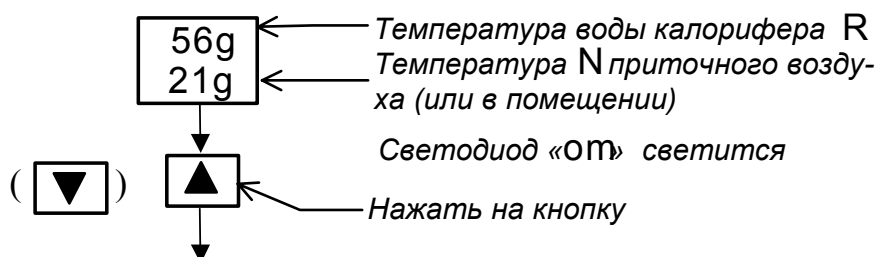 56g
Температура воды калорифера R
21g
Температура N приточного возду-
ха (или в помещении)
Светодиод «om» светится
( ▼ ) ▲
Нажать на кнопку